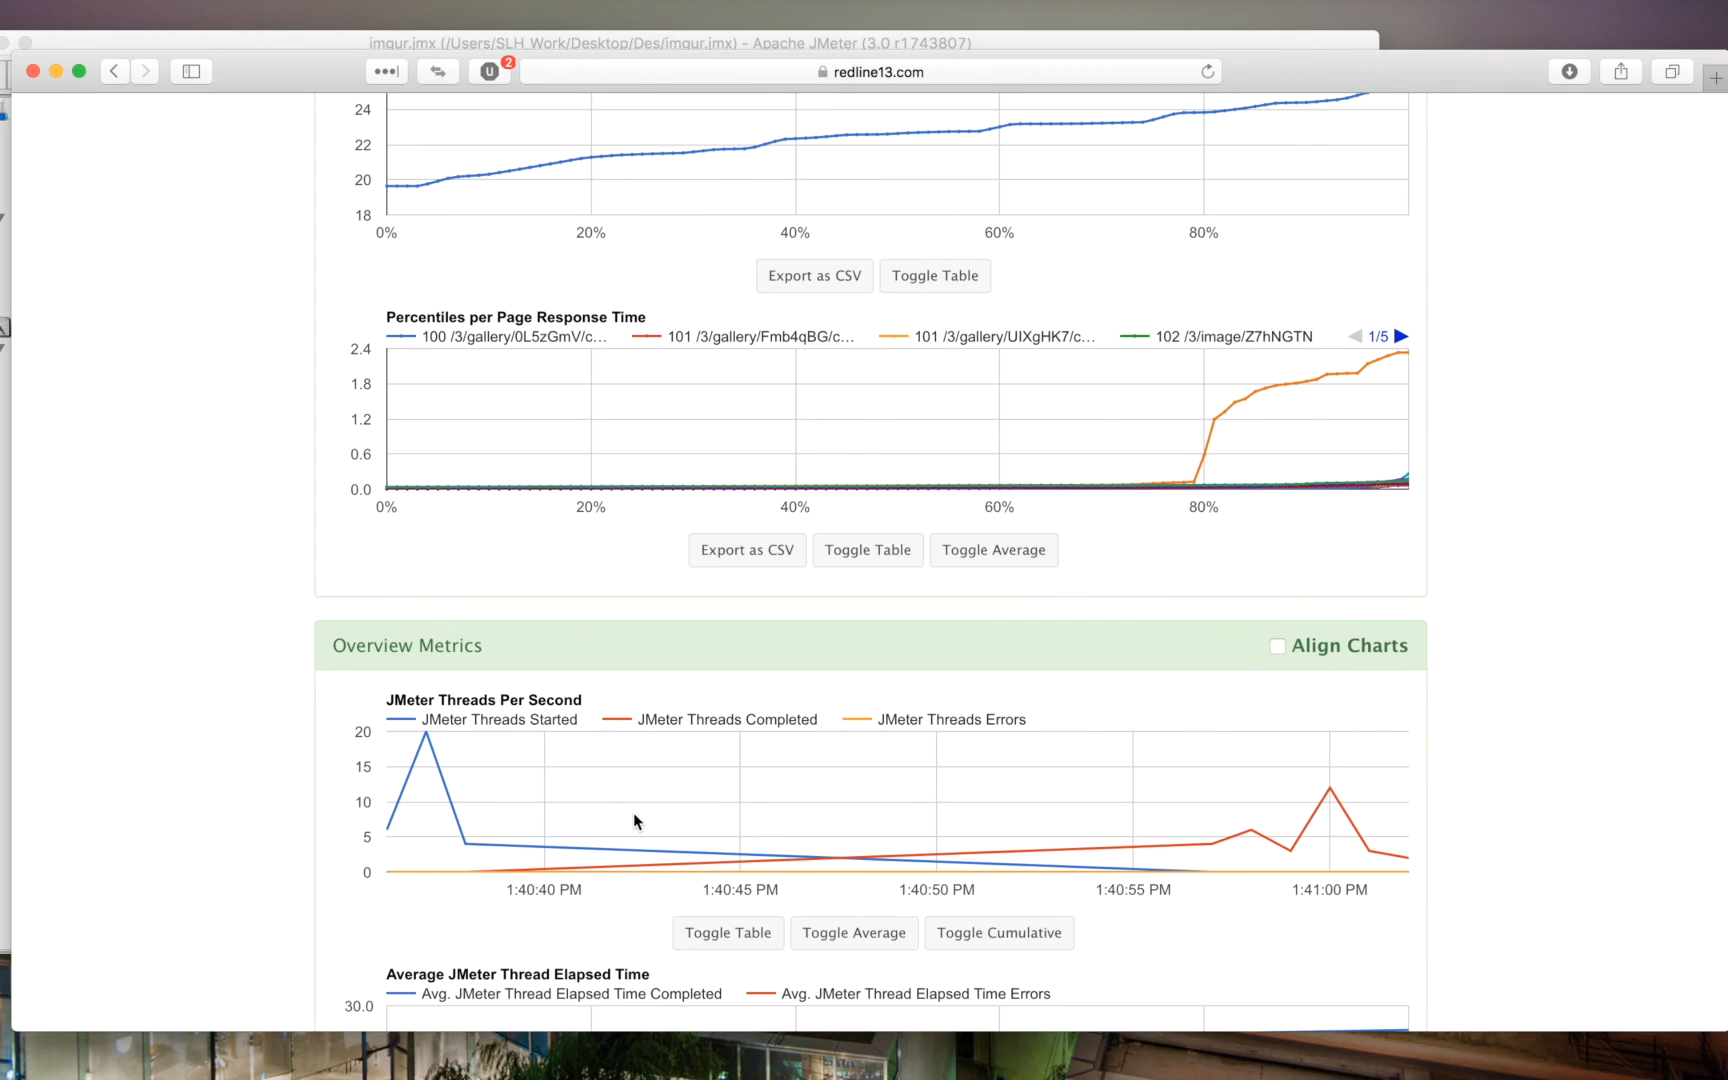 imgur.jmx (/Users/SLH_Work/Desktop/Des/imgur.jmx) - Apache JMeter (3.0 r1743807)
U 2 redline13.com
24
22
20
18
0% 20% 40% 60% 80%
Export as CSV Toggle Table
Percentiles per Page Response Time
100 /3/gallery/0L5zGmV/c... 101 /3/gallery/Fmb4qBG/c... 101 /3/gallery/UIXgHK7/c... 102 /3/image/Z7hNGTN 1/5
2.4
1.8
1.2
0.6
0.0
0% 20% 40% 60% 80%
Export as CSV Toggle Table Toggle Average
Overview Metrics Align Charts
JMeter Threads Per Second
JMeter Threads Started JMeter Threads Completed JMeter Threads Errors
20
15
10
5
0
1:40:40 PM 1:40:45 PM 1:40:50 PM 1:40:55 PM 1:41:00 PM
Toggle Table Toggle Average Toggle Cumulative
Average JMeter Thread Elapsed Time
Avg. JMeter Thread Elapsed Time Completed Avg. JMeter Thread Elapsed Time Errors
30.0